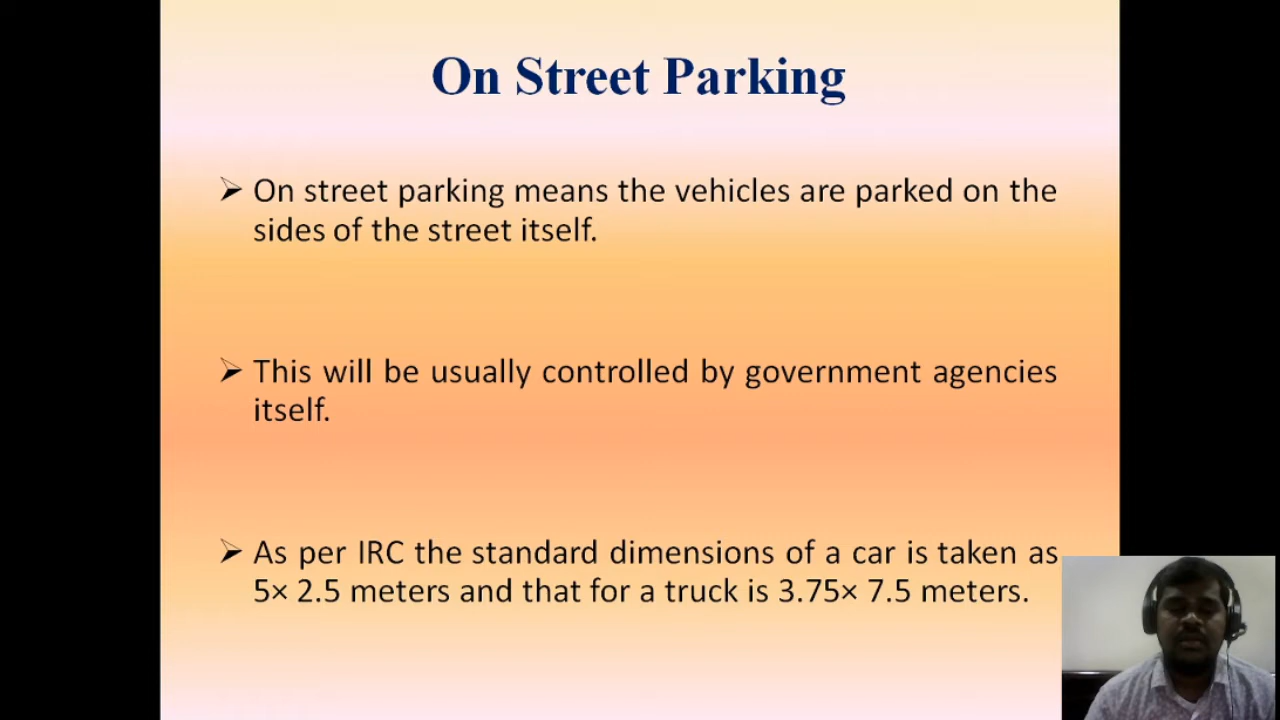 On Street Parking
➢ On street parking means the vehicles are parked on the
sides of the street itself.
➢ This will be usually controlled by government agencies
itself.
➢ As per IRC the standard dimensions of a car is taken as
5× 2.5 meters and that for a truck is 3.75× 7.5 meters.